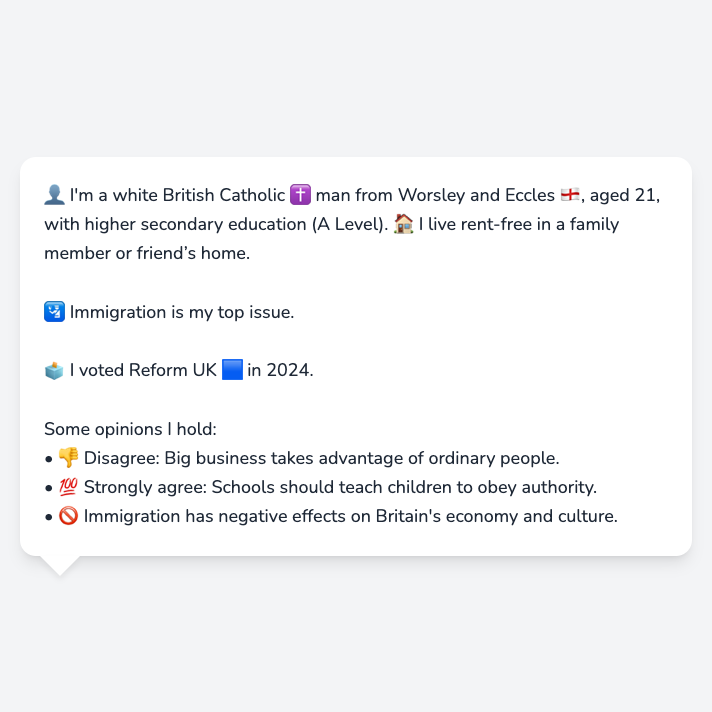 👤 I'm a white British Catholic ✝️ man from Worsley and Eccles 🏴󠁧󠁢󠁥󠁮󠁧󠁿, aged 21,
with higher secondary education (A Level). 🏠 I live rent-free in a family
member or friend’s home.
🛂 Immigration is my top issue.
🗳️ I voted Reform UK 🟦 in 2024.
Some opinions I hold:
• 👎 Disagree: Big business takes advantage of ordinary people.
• 💯 Strongly agree: Schools should teach children to obey authority.
• 🚫 Immigration has negative effects on Britain's economy and culture.